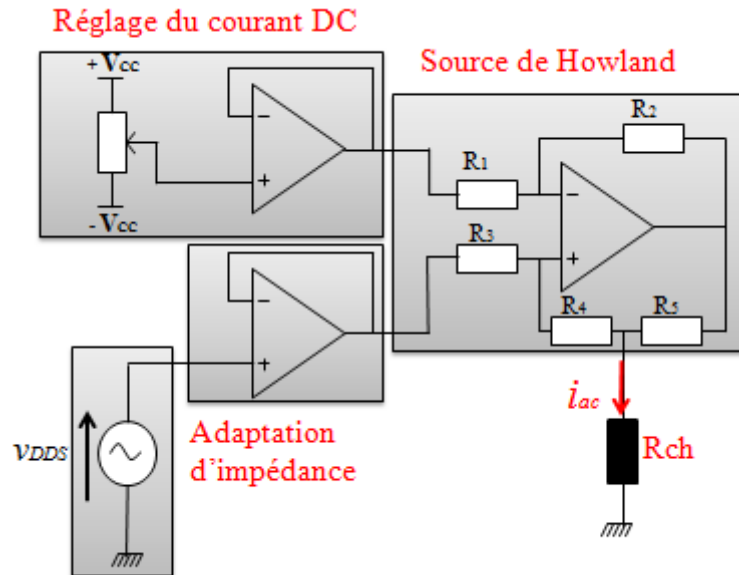 Réglage du courant DC
Source de Howland
+ Vcc
- Vcc
-
+
R1
R2
-
+
R3
R4
R5
-
+
iac
vDDS
Adaptation
d'impédance
Rch